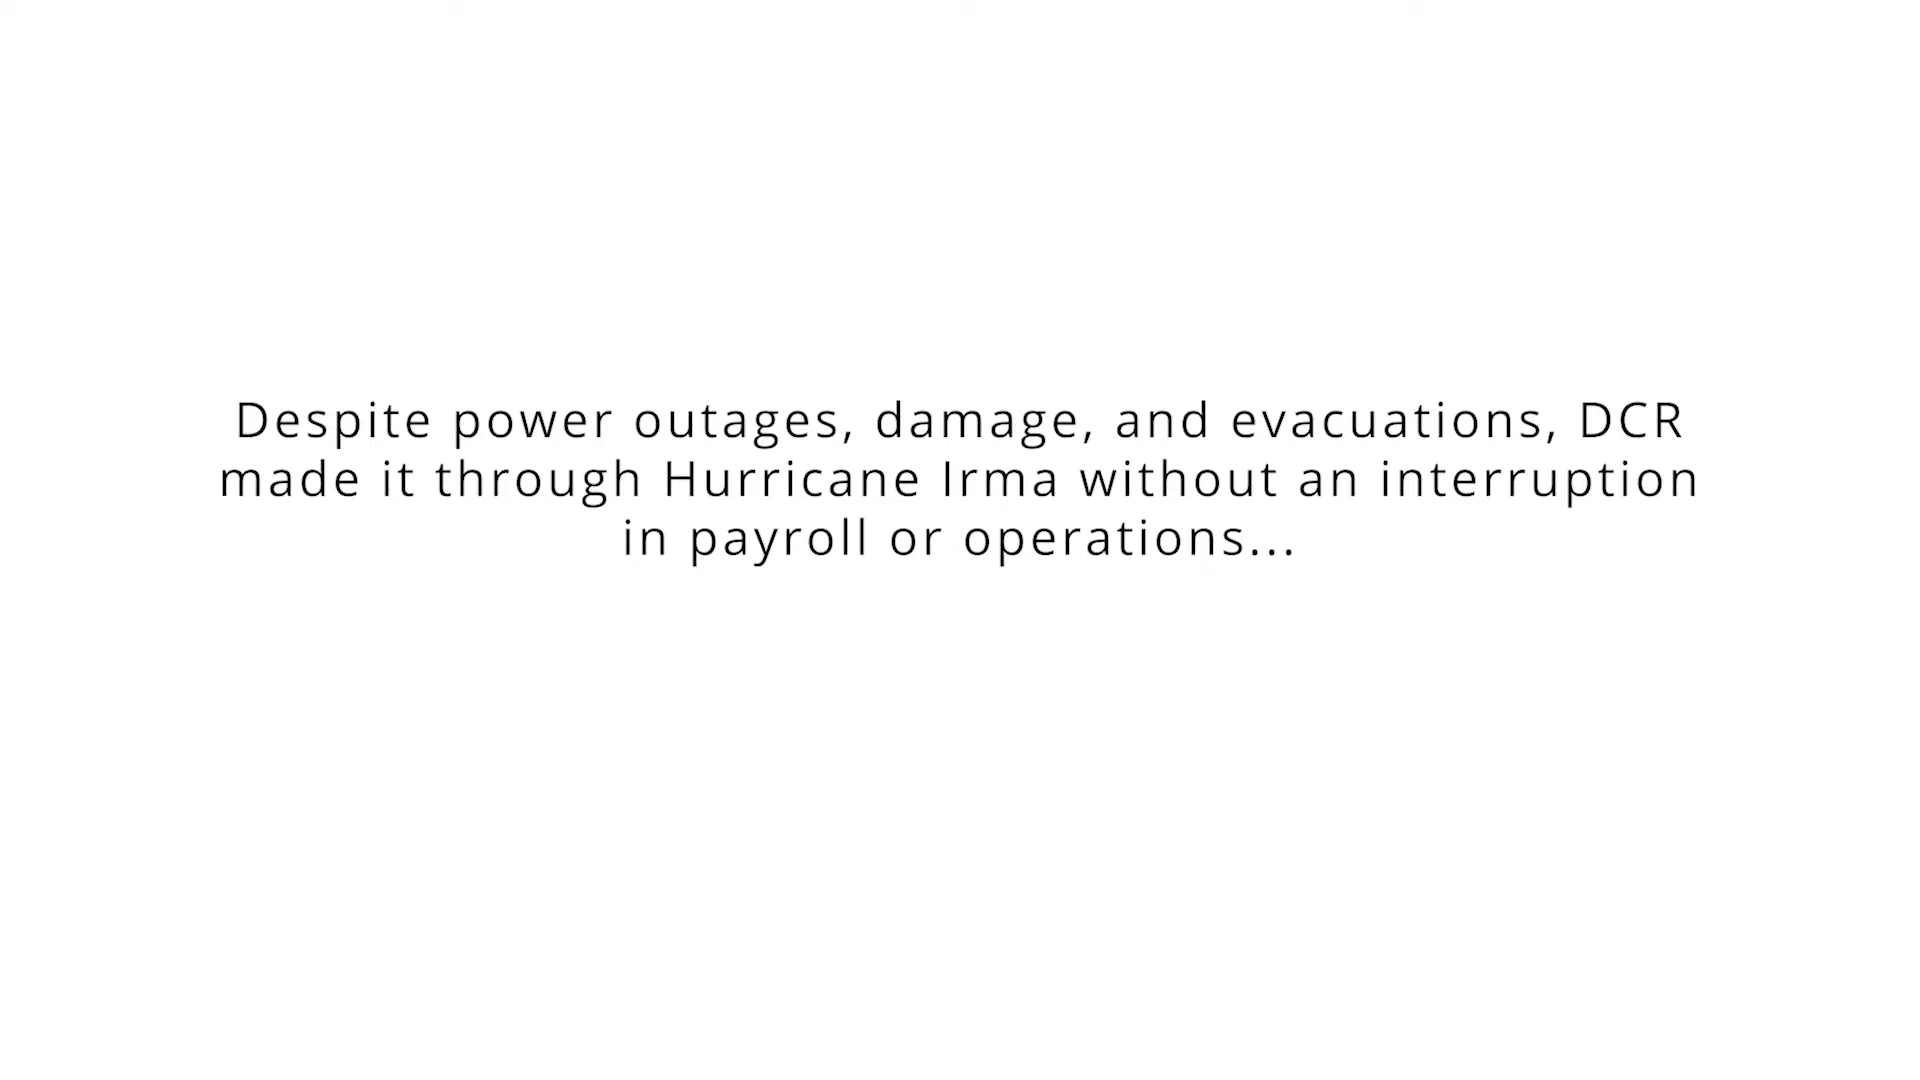 Despite power outages, damage, and evacuations, DCR
made it through Hurricane Irma without an interruption
in payroll or operations...